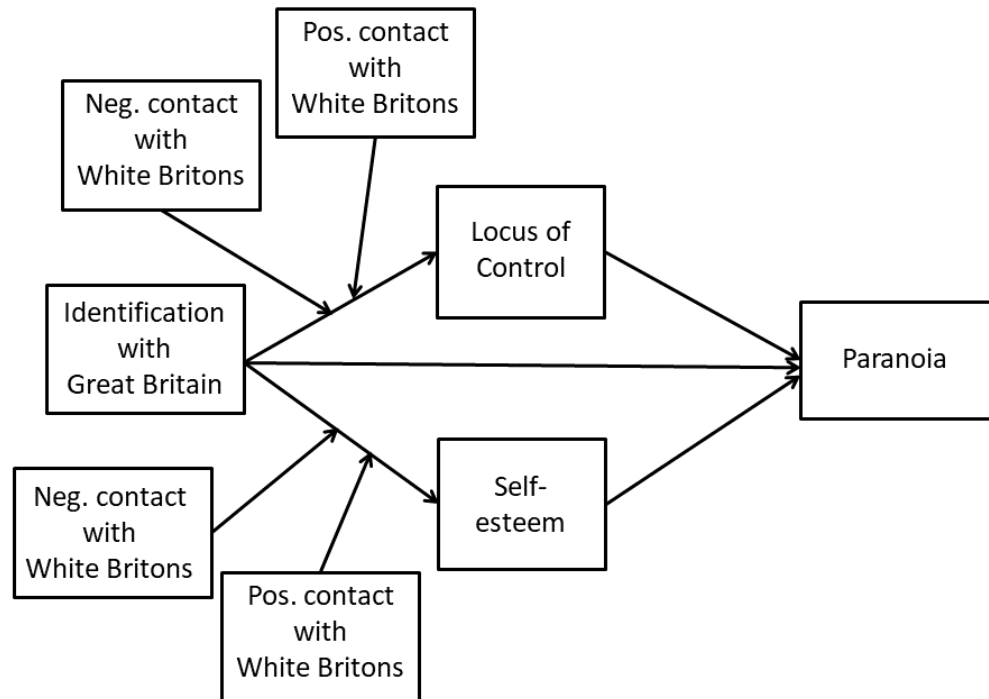 Pos. contact
with
White Britons
Neg. contact
with
White Britons
Locus of
Control
Identification
with
Great Britain
Paranoia
Self-
esteem
Neg. contact
with
White Britons
Pos. contact
with
White Britons